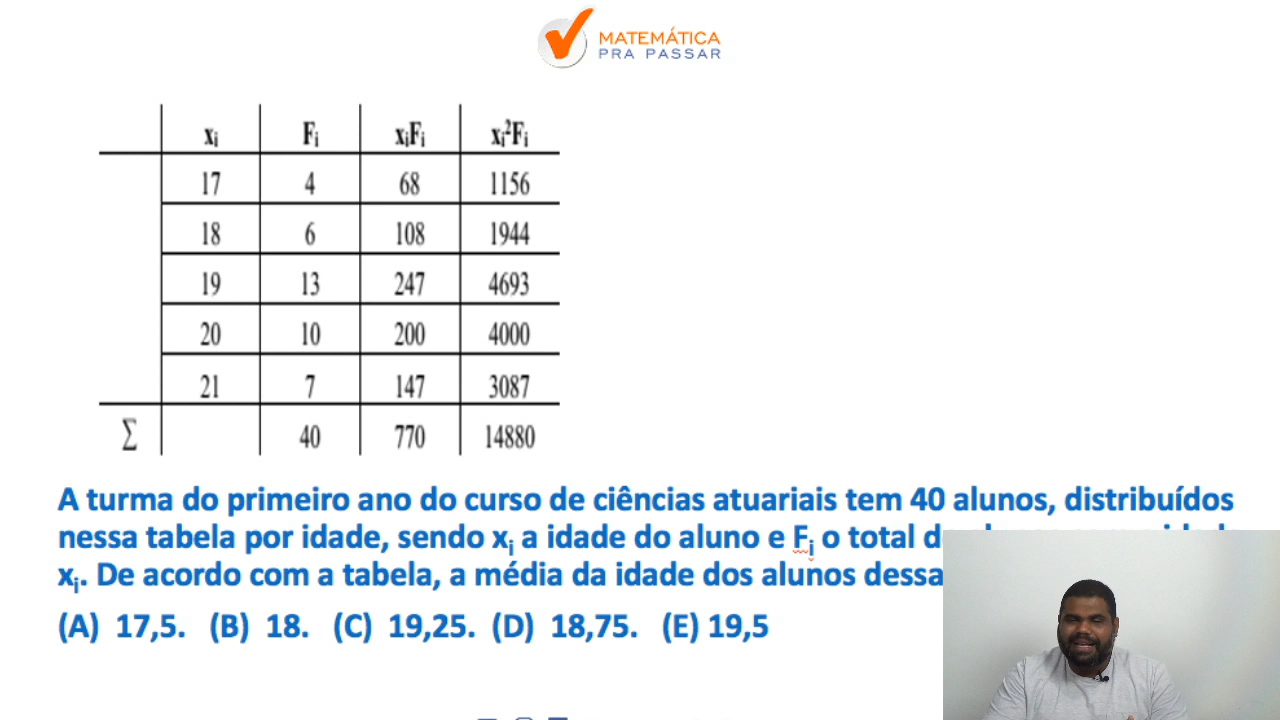 MATEMÁTICA
PRA PASSAR
xᵢ Fᵢ xᵢFᵢ xᵢ²Fᵢ
17 4 68 1156
18 6 108 1944
19 13 247 4693
20 10 200 4000
21 7 147 3087
Σ 40 770 14880
A turma do primeiro ano do curso de ciências atuariais tem 40 alunos, distribuídos
nessa tabela por idade, sendo xᵢ a idade do aluno e Fᵢ o total
xᵢ. De acordo com a tabela, a média da idade dos alunos dessa
(A) 17,5. (B) 18. (C) 19,25. (D) 18,75. (E) 19,5